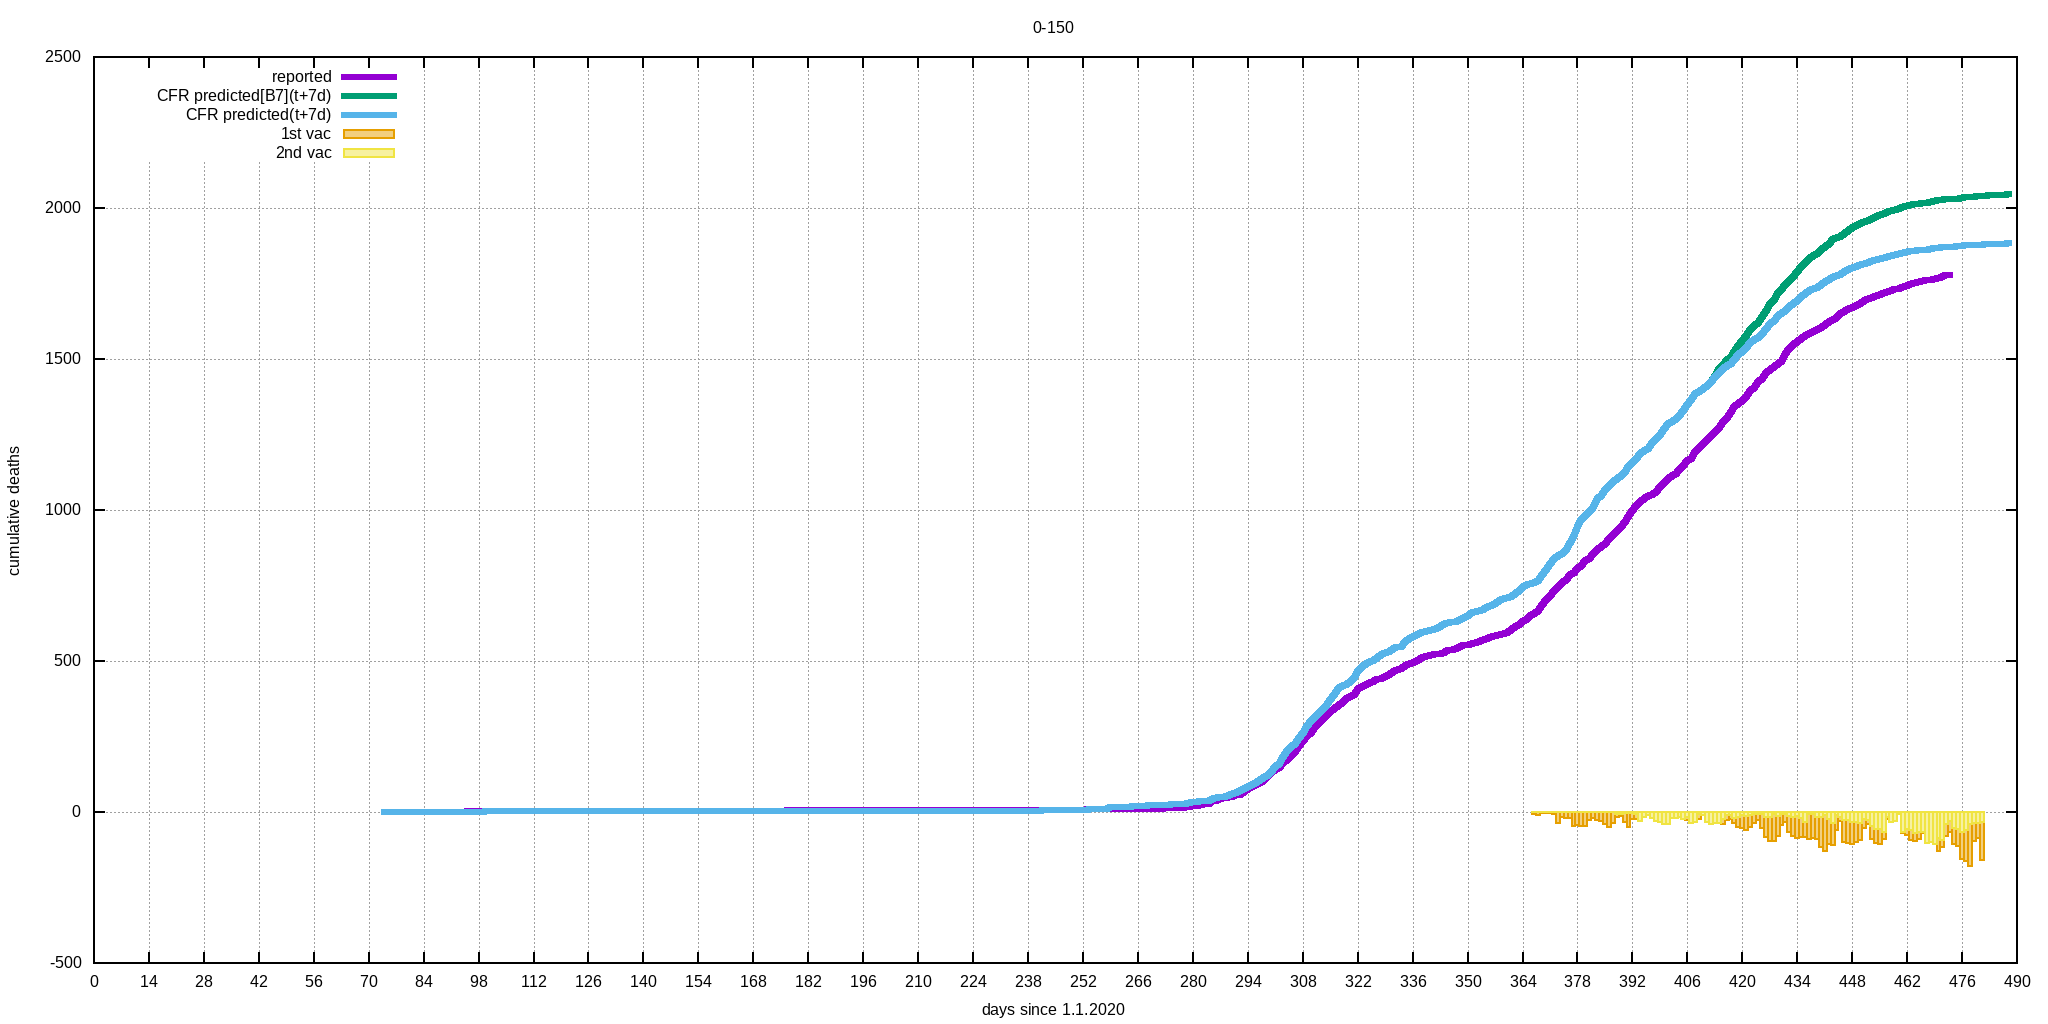 0-150
2500
2000
1500
1000
500
0
-500
reported
CFR predicted[B7](t+7d)
CFR predicted(t+7d)
1st vac
2nd vac
cumulative deaths
0 14 28 42 56 70 84 98 112 126 140 154 168 182 196 210 224 238 252 266 280 294 308 322 336 350 364 378 392 406 420 434 448 462 476 490
days since 1.1.2020